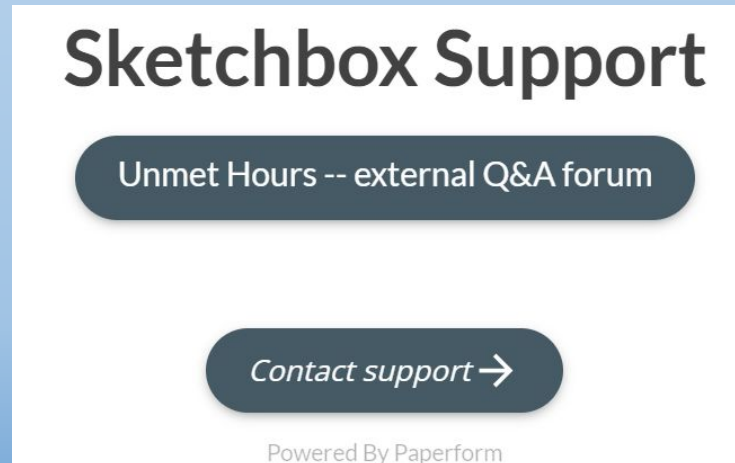 Sketchbox Support
Unmet Hours -- external Q&A forum
Contact support →
Powered By Paperform